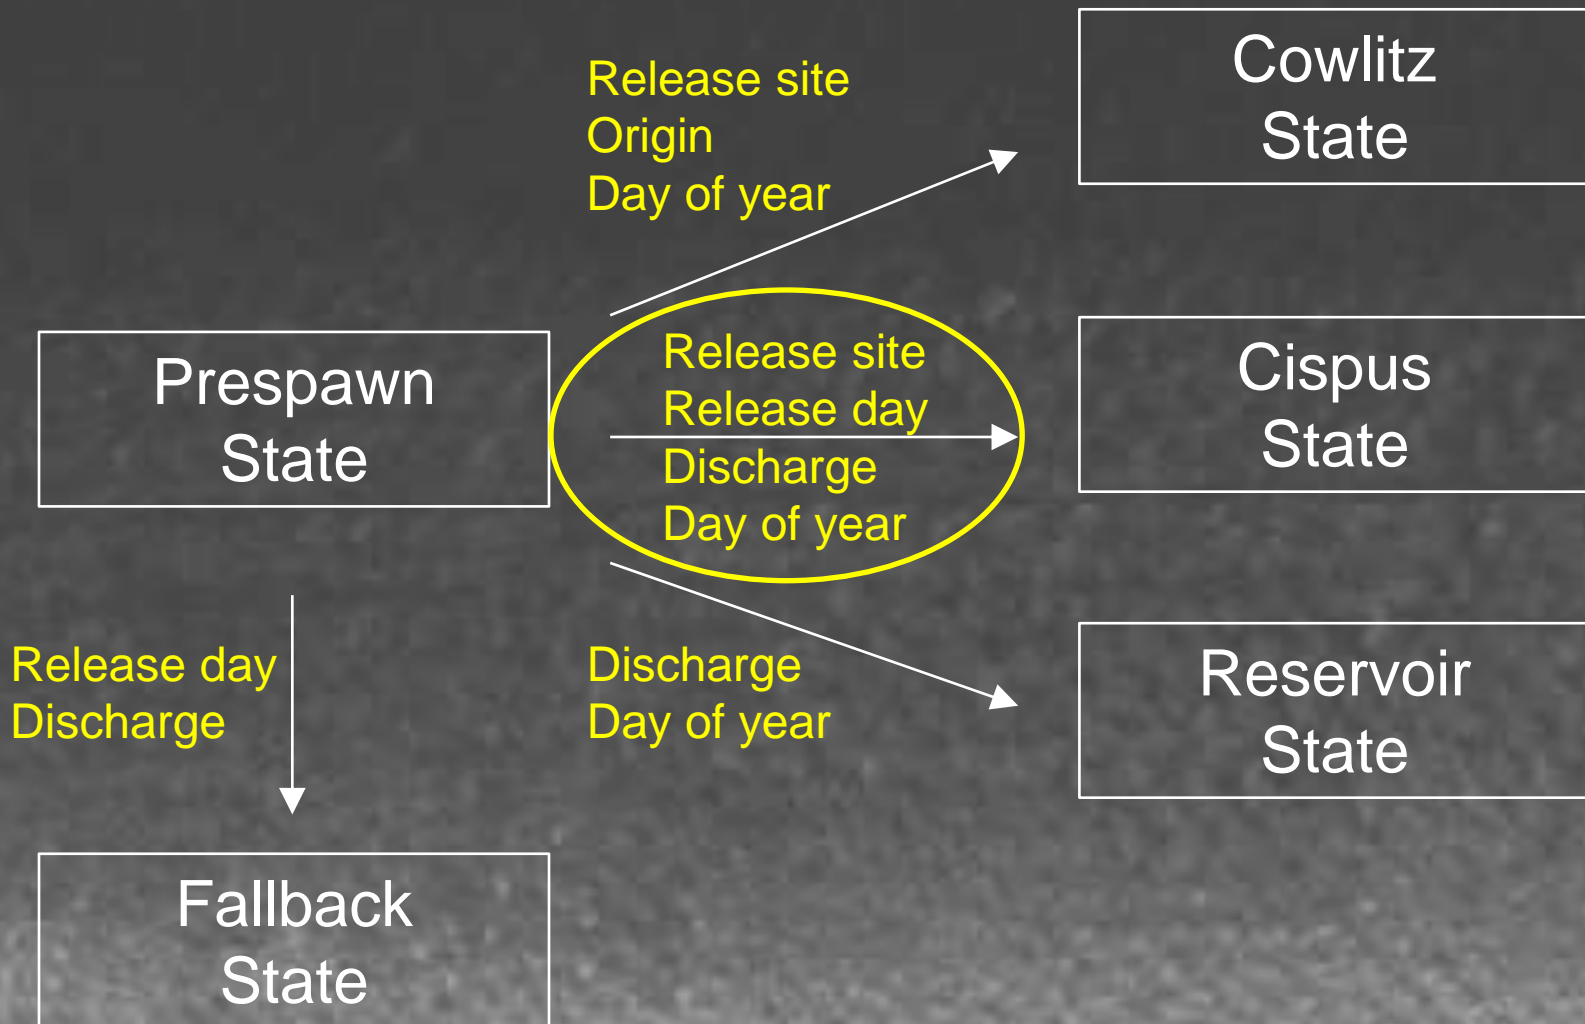 Release site
Origin
Day of year
Cowlitz
State
Prespawn
State
Release site
Release day
Discharge
Day of year
Cispus
State
Release day
Discharge
Discharge
Day of year
Reservoir
State
Fallback
State